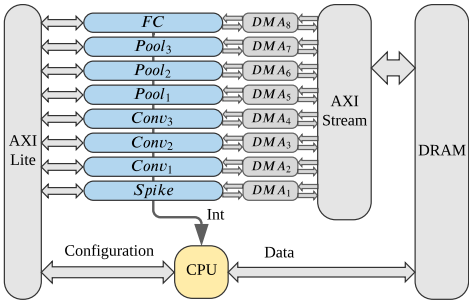 FC
DMA₈
Pool₃
DMA₇
Pool₂
DMA₆
Pool₁
DMA₅
Conv₃
DMA₄
Conv₂
DMA₃
Conv₁
DMA₂
Spike
DMA₁
AXI
Lite
AXI
Stream
DRAM
Int
Configuration
CPU
Data